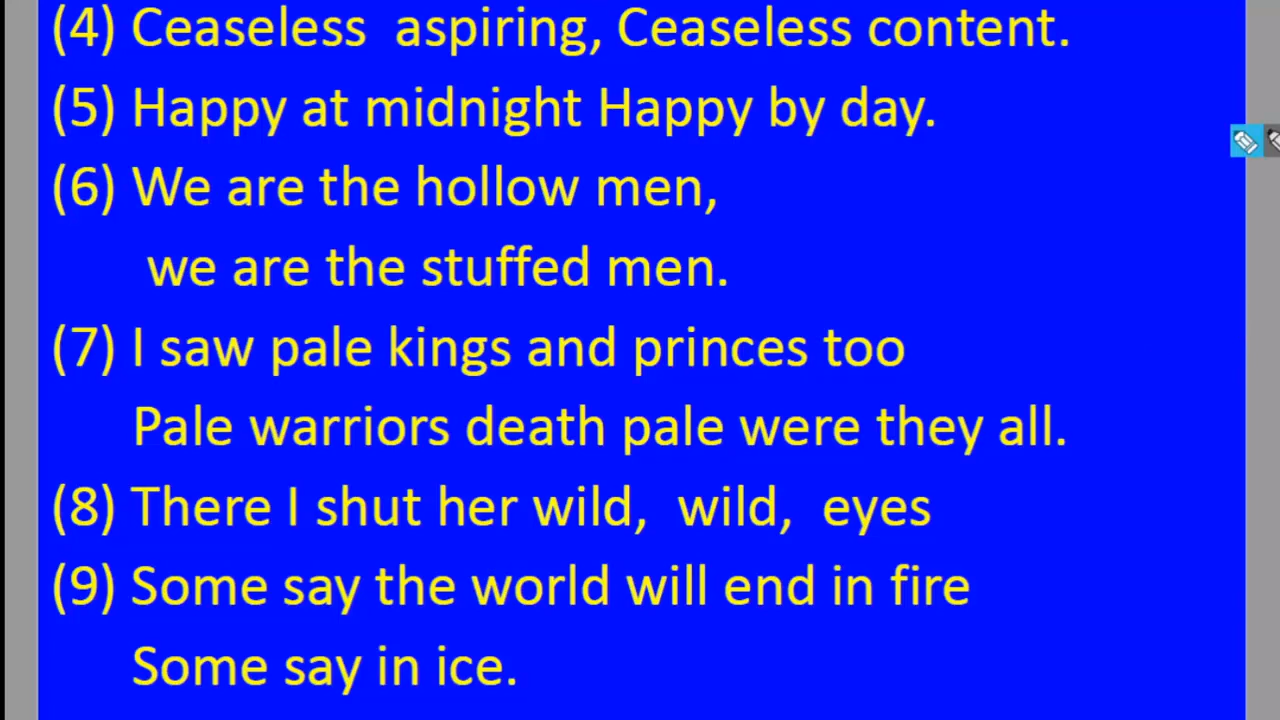 (4) Ceaseless aspiring, Ceaseless content.
(5) Happy at midnight Happy by day.
(6) We are the hollow men,
we are the stuffed men.
(7) I saw pale kings and princes too
Pale warriors death pale were they all.
(8) There I shut her wild, wild, eyes
(9) Some say the world will end in fire
Some say in ice.